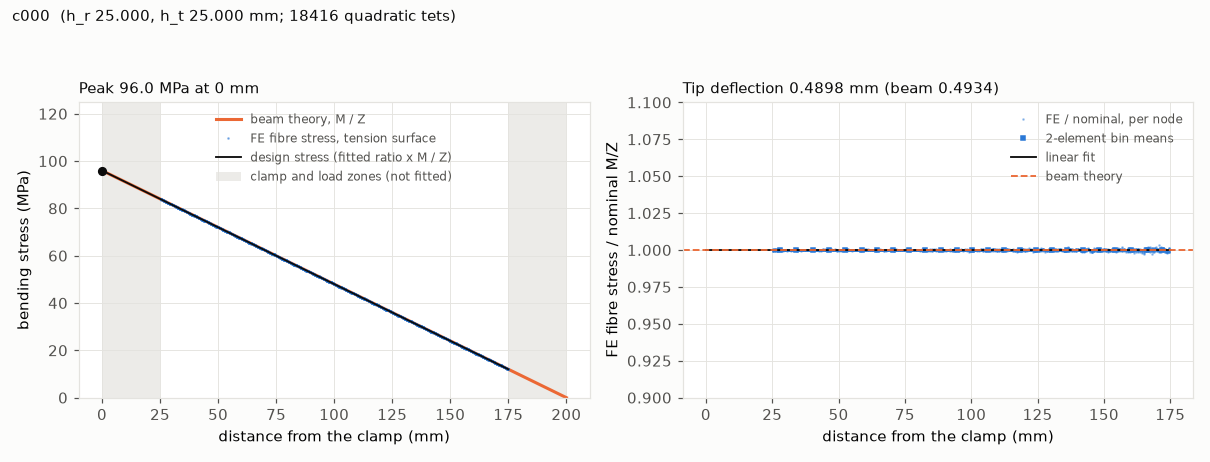 c000  (h_r 25.000, h_t 25.000 mm; 18416 quadratic tets)
Peak 96.0 MPa at 0 mm
bending stress (MPa)
120
100
80
60
40
20
0
beam theory, M / Z
FE fibre stress, tension surface
design stress (fitted ratio x M / Z)
clamp and load zones (not fitted)
0 25 50 75 100 125 150 175 200
distance from the clamp (mm)
Tip deflection 0.4898 mm (beam 0.4934)
FE fibre stress / nominal M/Z
1.100
1.075
1.050
1.025
1.000
0.975
0.950
0.925
0.900
FE / nominal, per node
2-element bin means
linear fit
beam theory
0 25 50 75 100 125 150 175
distance from the clamp (mm)